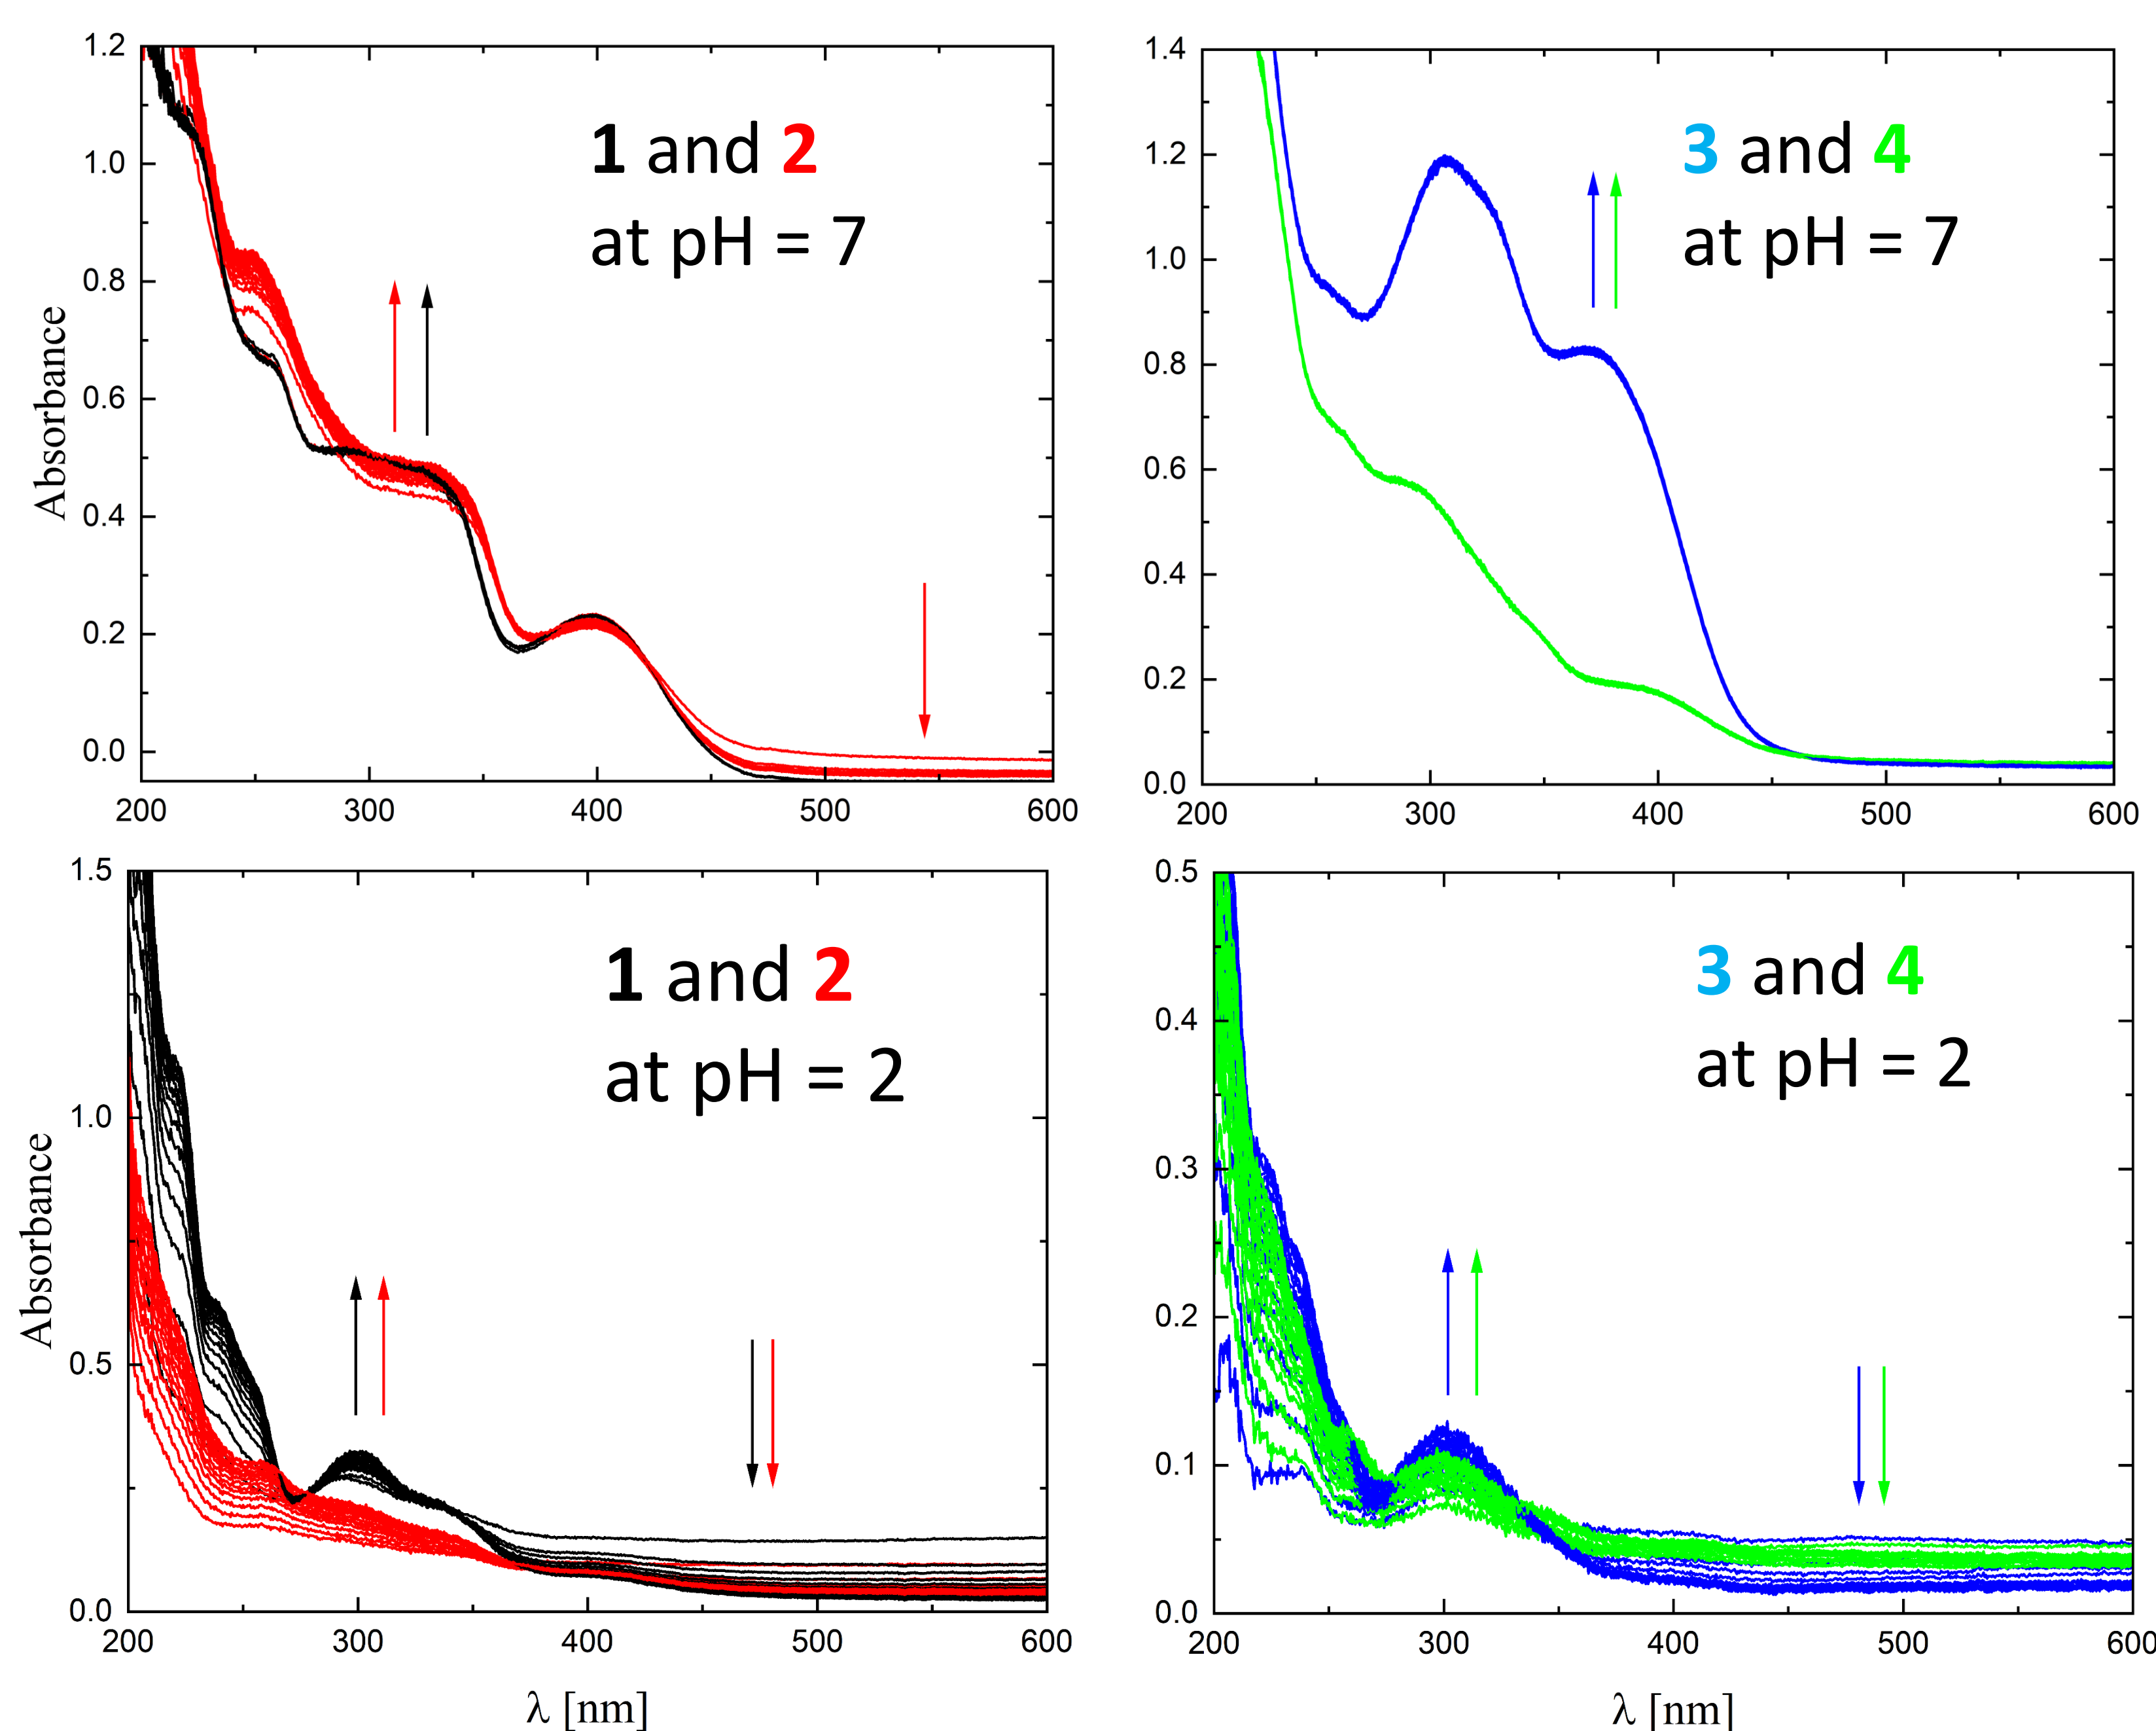 1.2
1.0
0.8
0.6
0.4
0.2
0.0
Absorbance
1 and 2
at pH = 7
200 300 400 500 600
1.4
1.2
1.0
0.8
0.6
0.4
0.2
0.0
3 and 4
at pH = 7
200 300 400 500 600
1.5
1.0
0.5
0.0
Absorbance
1 and 2
at pH = 2
200 300 400 500 600
λ [nm]
0.5
0.4
0.3
0.2
0.1
0.0
3 and 4
at pH = 2
200 300 400 500 600
λ [nm]